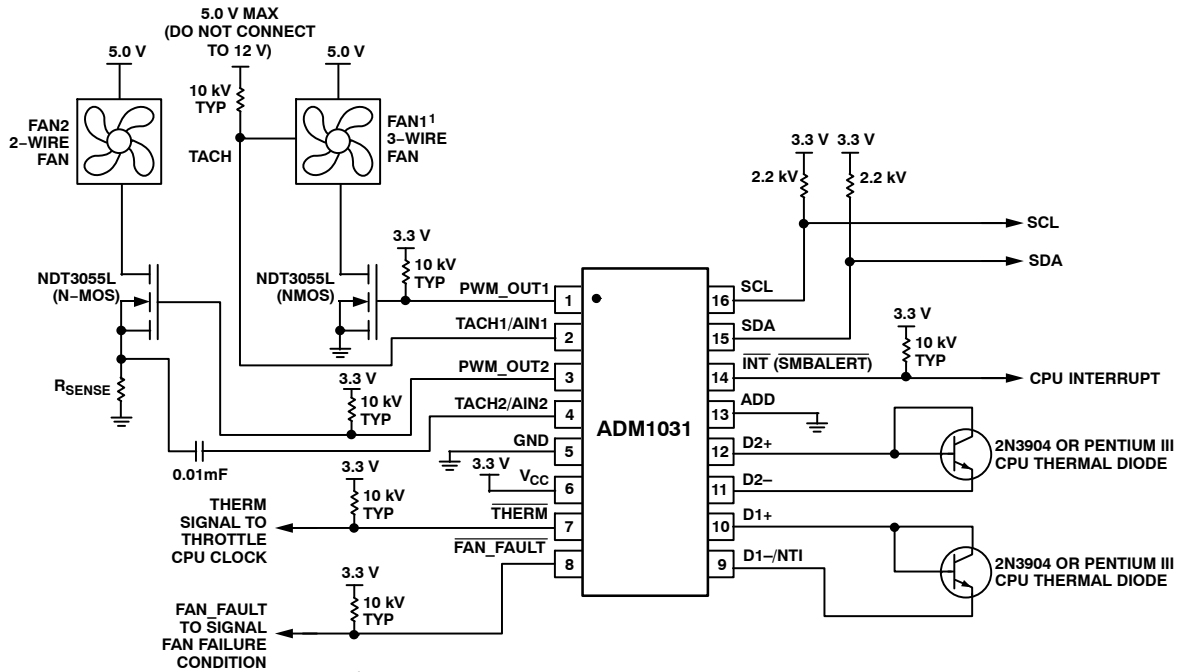 5.0 V MAX
(DO NOT CONNECT
TO 12 V)
5.0 V
5.0 V
10 kV
TYP
FAN2
2–WIRE
FAN
TACH
FAN1¹
3–WIRE
FAN
3.3 V
10 kV
TYP
NDT3055L
(N–MOS)
NDT3055L
(NMOS)
RSENSE
0.01mF
3.3 V
10 kV
TYP
3.3 V
3.3 V
10 kV
TYP
THERM
SIGNAL TO
THROTTLE
CPU CLOCK
3.3 V
10 kV
TYP
FAN_FAULT
TO SIGNAL
FAN FAILURE
CONDITION
PWM_OUT1
1
TACH1/AIN1
2
PWM_OUT2
3
TACH2/AIN2
4
GND
5
VCC
6
THERM
7
FAN_FAULT
8
ADM1031
16
SCL
15
SDA
14
INT (SMBALERT)
13
ADD
12
D2+
11
D2–
10
D1+
9
D1–/NTI
3.3 V
3.3 V
2.2 kV
2.2 kV
SCL
SDA
3.3 V
10 kV
TYP
CPU INTERRUPT
2N3904 OR PENTIUM III
CPU THERMAL DIODE
2N3904 OR PENTIUM III
CPU THERMAL DIODE